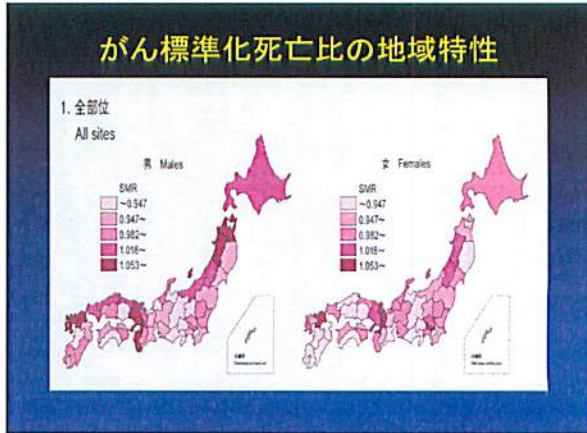 がん標準化死亡比の地域特性
1. 全部位
All sites
男 Males
SMR
～0.947
0.947～
0.982～
1.018～
1.053～
女 Females
SMR
～0.947
0.947～
0.982～
1.018～
1.053～